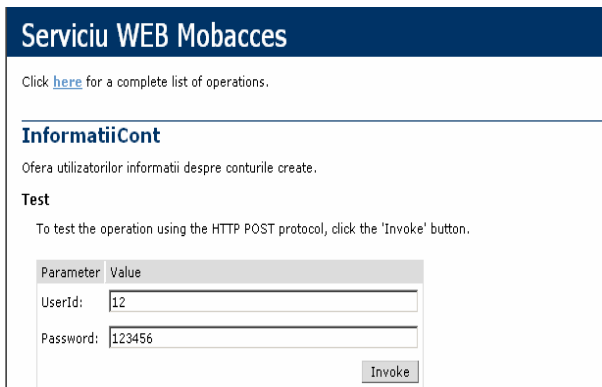 Serviciu WEB Mobacces
Click here for a complete list of operations.
InformatiiCont
Ofera utilizatorilor informatii despre conturile create.
Test
To test the operation using the HTTP POST protocol, click the 'Invoke' button.
Parameter Value
UserId: 12
Password: 123456
Invoke